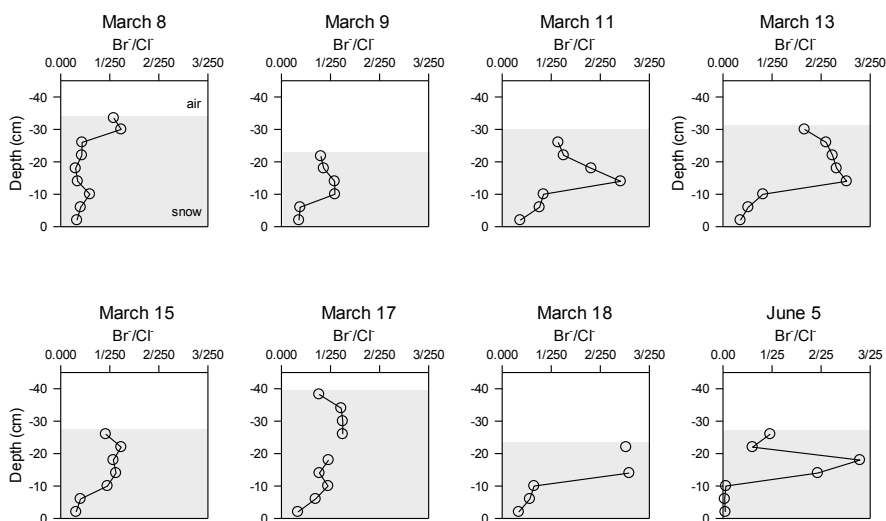 March 8 March 9 March 11 March 13
Br⁻/Cl⁻ Br⁻/Cl⁻ Br⁻/Cl⁻ Br⁻/Cl⁻
0.000 1/250 2/250 3/250 0.000 1/250 2/250 3/250 0.000 1/250 2/250 3/250 0.000 1/250 2/250 3/250
-40 -40 -40 -40
air
-30 -30 -30 -30
Depth (cm) Depth (cm)
-20 -20 -20 -20
-10 -10 -10 -10
snow
0 0 0 0
March 15 March 17 March 18 June 5
Br⁻/Cl⁻ Br⁻/Cl⁻ Br⁻/Cl⁻ Br⁻/Cl⁻
0.000 1/250 2/250 3/250 0.000 1/250 2/250 3/250 0.000 1/250 2/250 3/250 0.00 1/25 2/25 3/25
-40 -40 -40 -40
-30 -30 -30 -30
Depth (cm) Depth (cm)
-20 -20 -20 -20
-10 -10 -10 -10
0 0 0 0